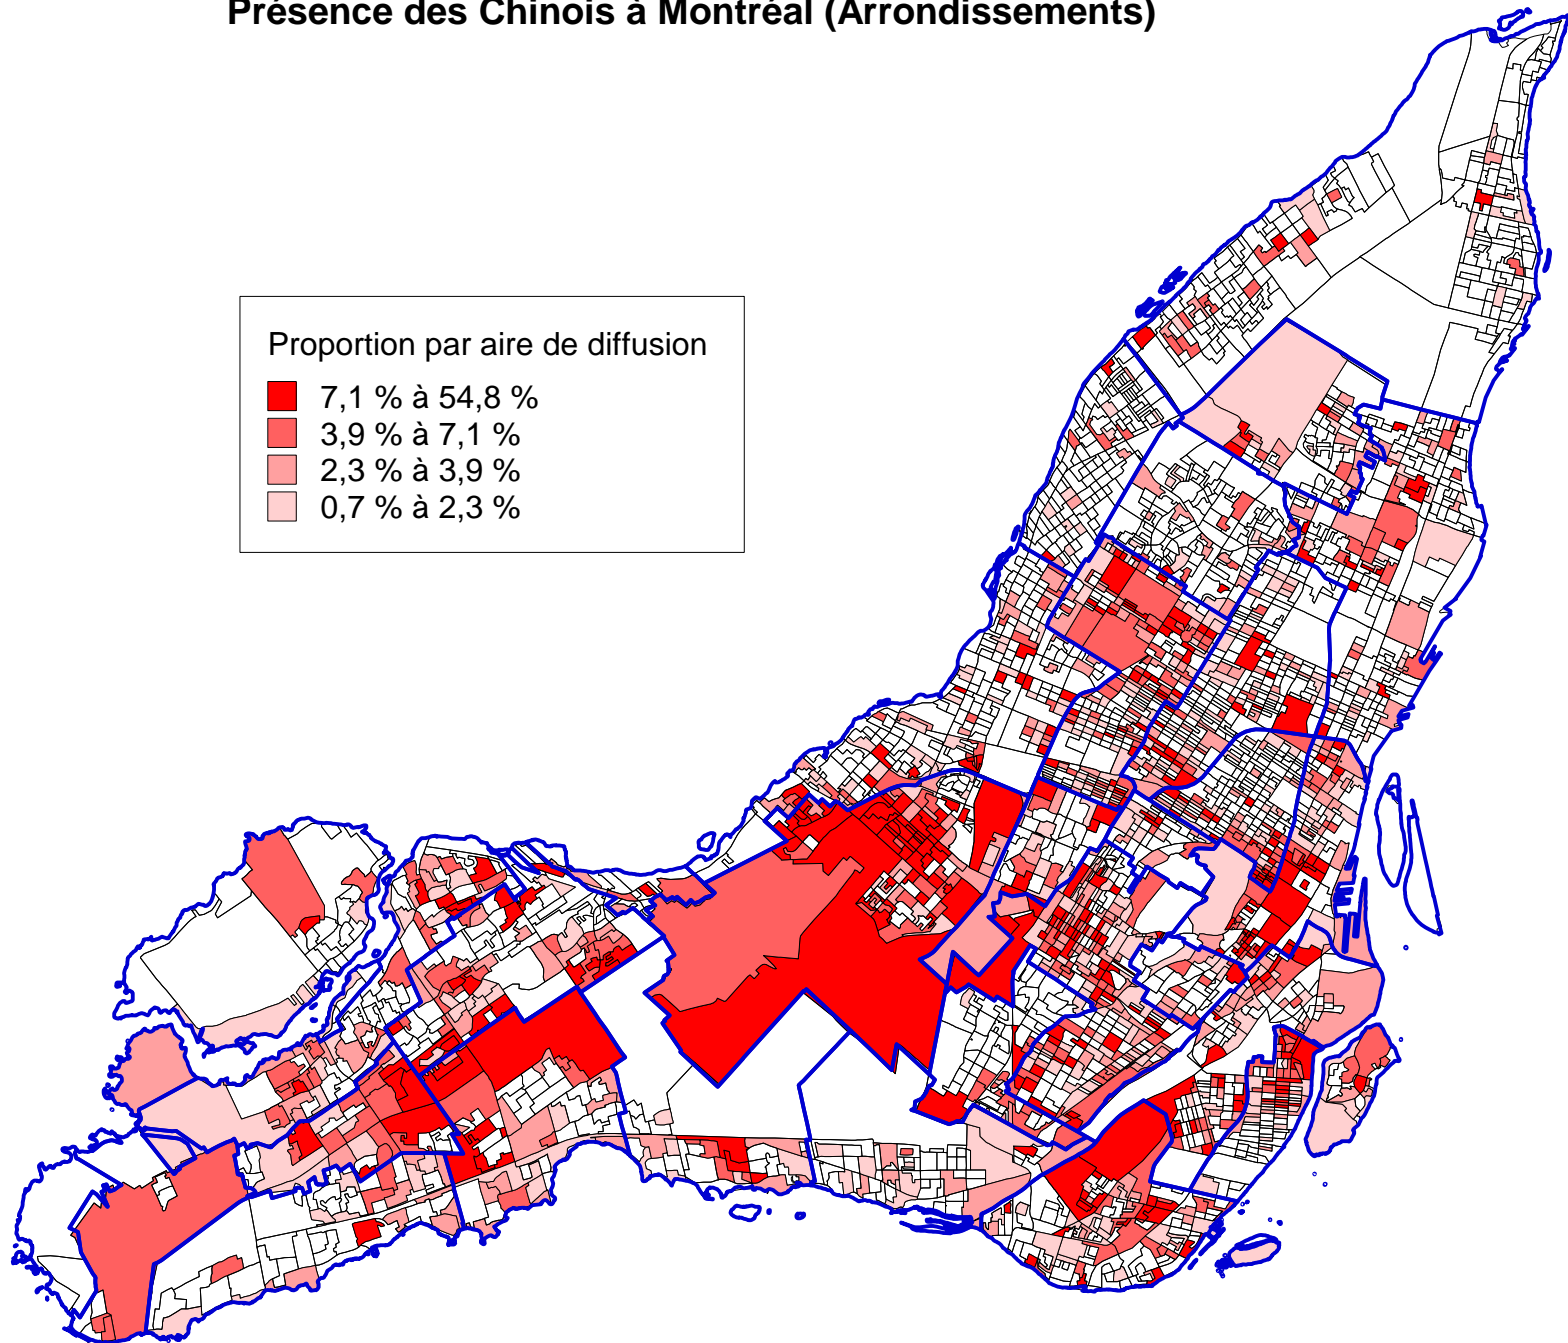 Présence des Chinois à Montréal (Arrondissements)
Proportion par aire de diffusion
7,1 % à 54,8 %
3,9 % à 7,1 %
2,3 % à 3,9 %
0,7 % à 2,3 %